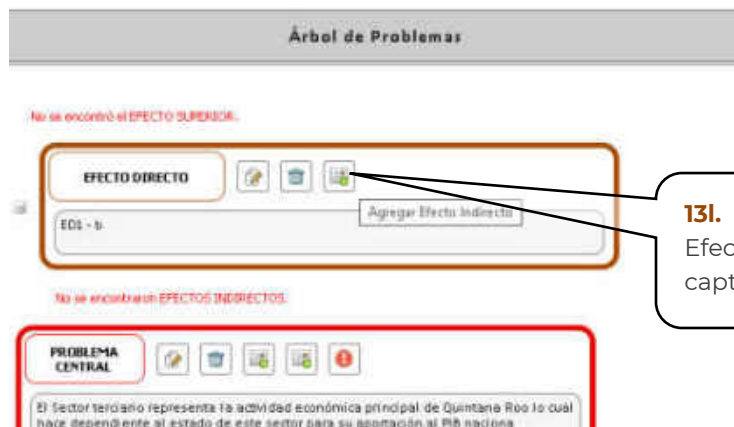 Árbol de Problemas
No se encontró el EFECTO SUPERIOR.
EFECTO DIRECTO
Agregar Efecto Indirecto
ED1 - b
13l.
Efec
capt
No se encontraron EFECTOS INDIRECTOS.
PROBLEMA
CENTRAL
El Sector terciario representa la actividad económica principal de Quintana Roo lo cual
hace dependiente al estado de este sector para su aportación al PIB naciona